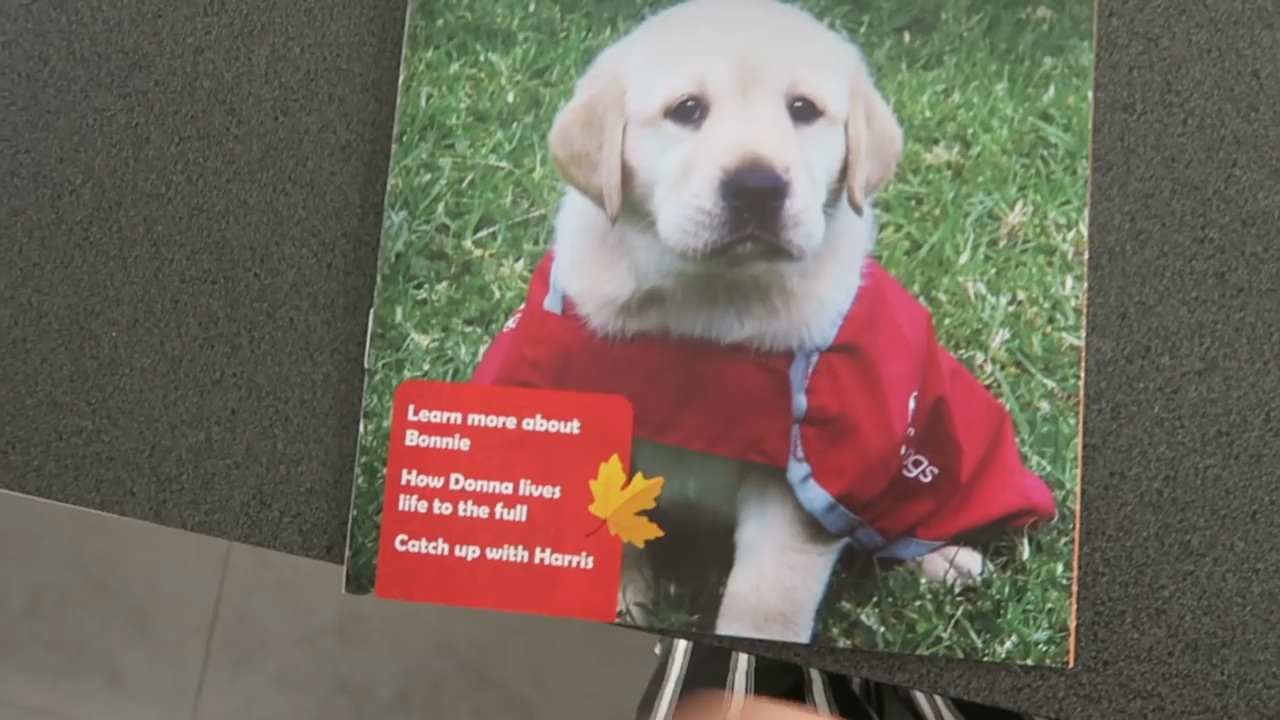 Learn more about
Bonnie
How Donna lives
life to the full
Catch up with Harris